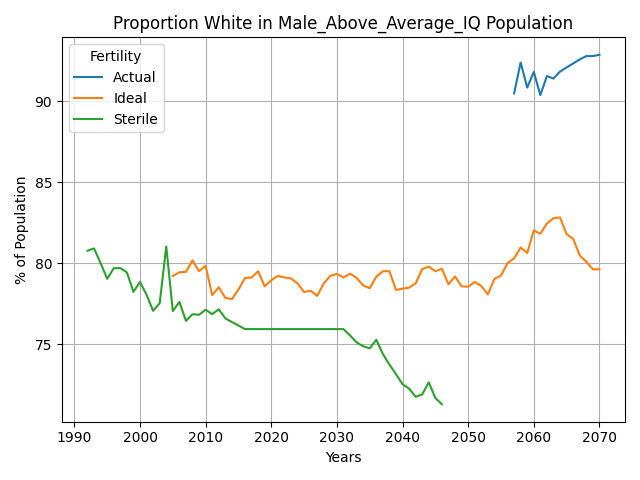 Proportion White in Male_Above_Average_IQ Population
Fertility
Actual
Ideal
Sterile
% of Population
90
85
80
75
1990 2000 2010 2020 2030 2040 2050 2060 2070
Years